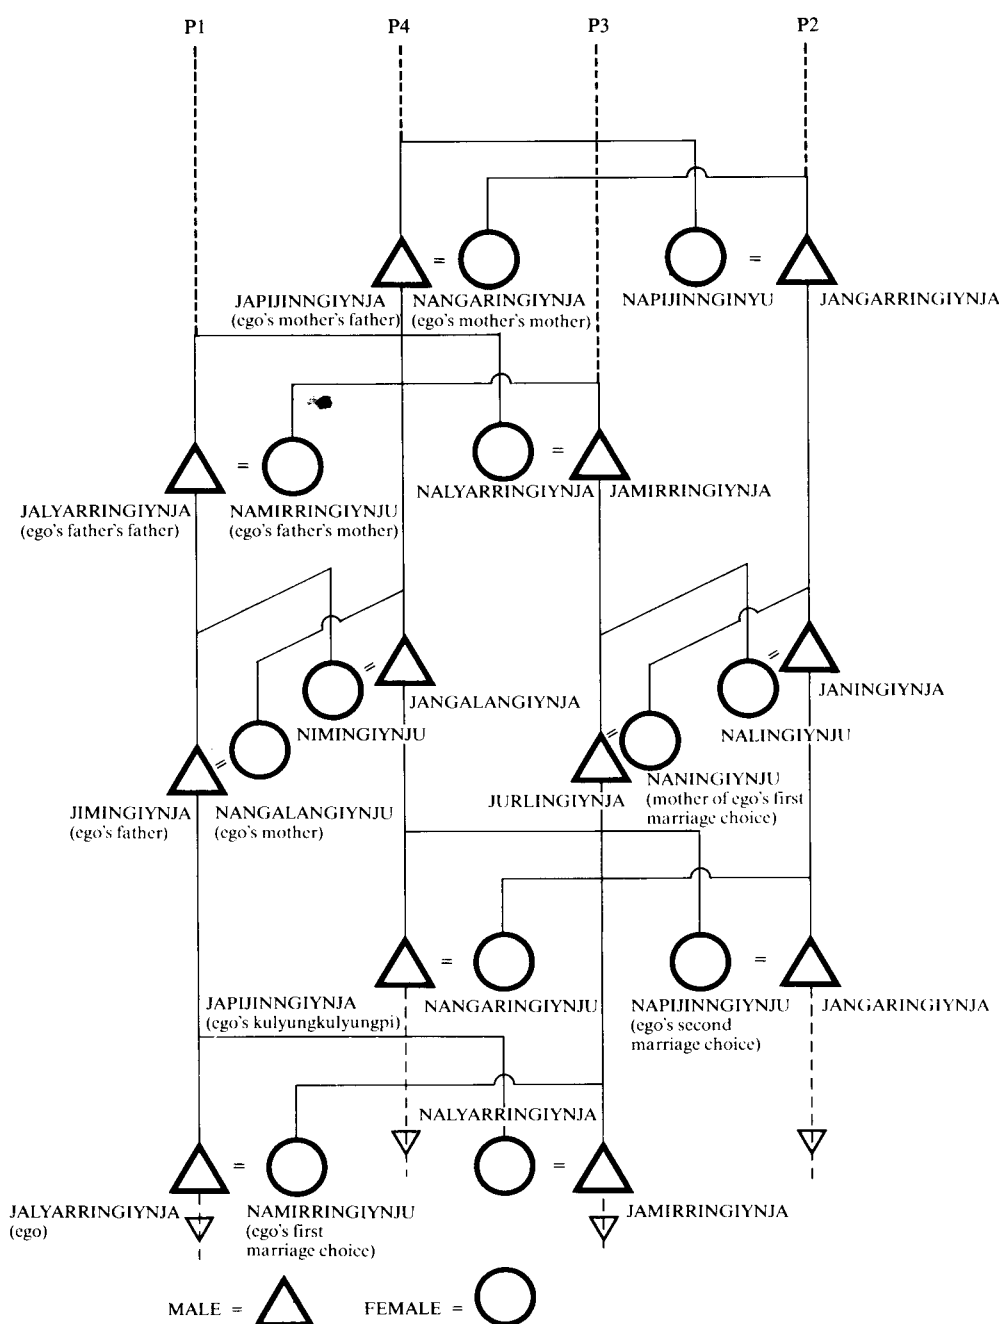 P1 P4 P3 P2
=
=
JAPIJINNGIYNJA
(ego's mother's father)
NANGARINGIYNJA
(ego's mother's mother)
NAPIJINNGINYU
JANGARRINGIYNJA
=
=
JALYARRINGIYNJA
(ego's father's father)
NAMIRRINGIYNJU
(ego's father's mother)
NALYARRINGIYNJA
JAMIRRINGIYNJA
=
=
NIMINGIYNJU
JANGALANGIYNJA
NALINGIYNJU
JANINGIYNJA
=
=
JIMINGIYNJA
(ego's father)
NANGALANGIYNJU
(ego's mother)
JURLINGIYNJA
NANINGIYNJU
(mother of ego's first
marriage choice)
=
=
JAPIJINNGIYNJA
(ego's kulyungkulyungpi)
NANGARINGIYNJU
NAPIJINNGIYNJU
(ego's second
marriage choice)
JANGARINGIYNJA
NALYARRINGIYNJA
=
=
JALYARRINGIYNJA
(ego)
NAMIRRINGIYNJU
(ego's first
marriage choice)
JAMIRRINGIYNJA
MALE =
FEMALE =